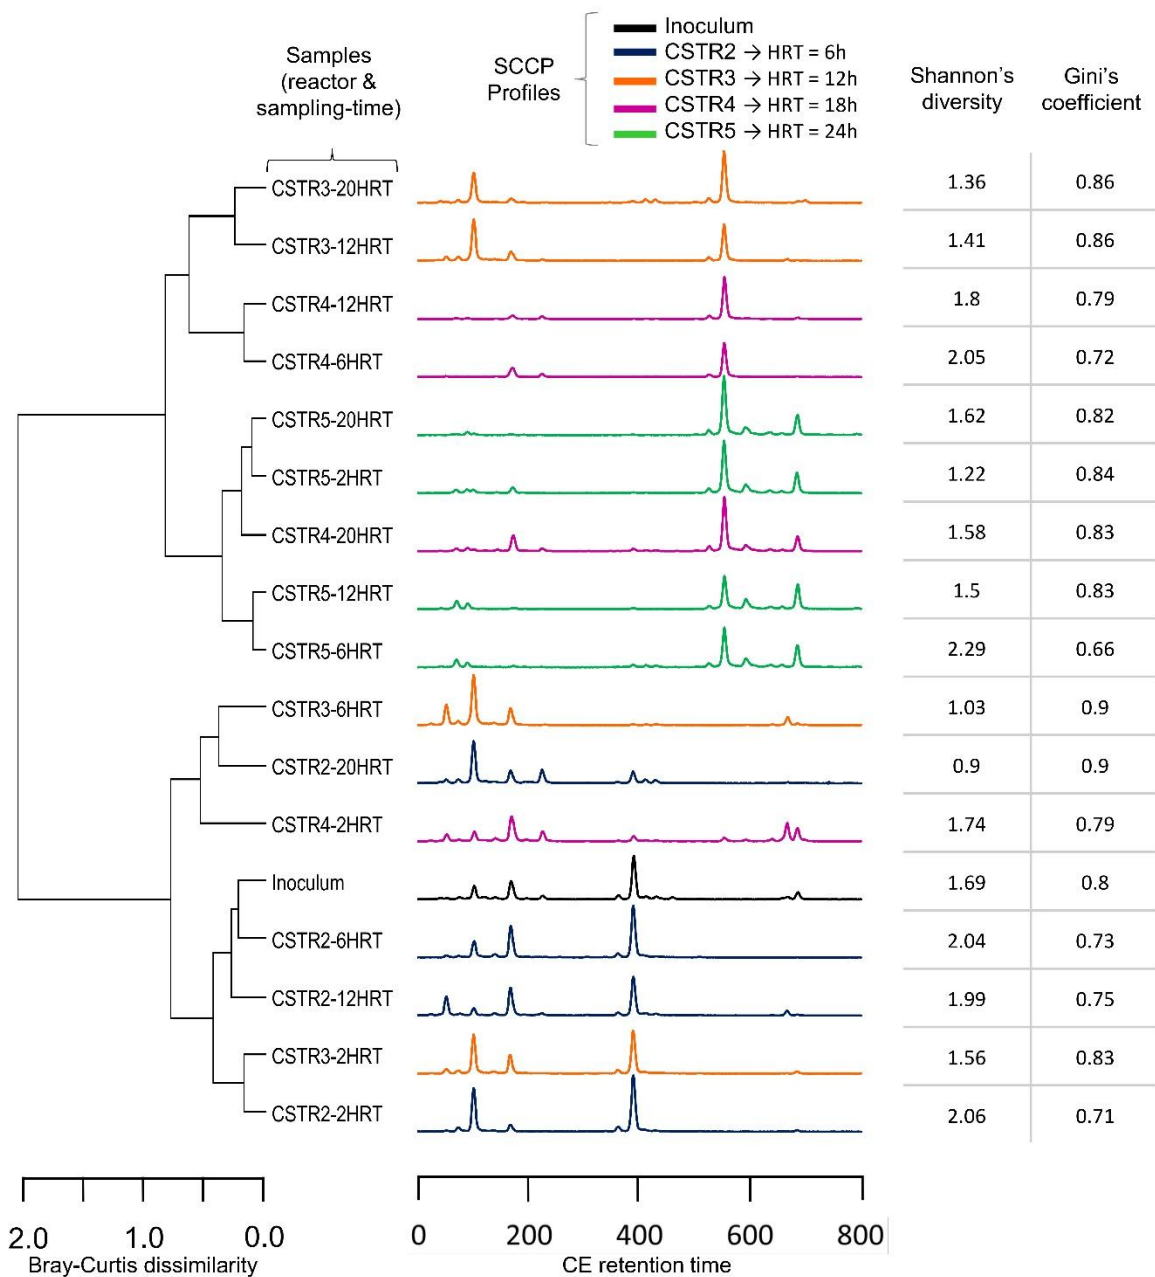 Samples
(reactor &
sampling-time)
SCCP
Profiles
Inoculum
CSTR2 → HRT = 6h
CSTR3 → HRT = 12h
CSTR4 → HRT = 18h
CSTR5 → HRT = 24h
Shannon's
diversity
Gini's
coefficient
CSTR3-20HRT 1.36 0.86
CSTR3-12HRT 1.41 0.86
CSTR4-12HRT 1.8 0.79
CSTR4-6HRT 2.05 0.72
CSTR5-20HRT 1.62 0.82
CSTR5-2HRT 1.22 0.84
CSTR4-20HRT 1.58 0.83
CSTR5-12HRT 1.5 0.83
CSTR5-6HRT 2.29 0.66
CSTR3-6HRT 1.03 0.9
CSTR2-20HRT 0.9 0.9
CSTR4-2HRT 1.74 0.79
Inoculum 1.69 0.8
CSTR2-6HRT 2.04 0.73
CSTR2-12HRT 1.99 0.75
CSTR3-2HRT 1.56 0.83
CSTR2-2HRT 2.06 0.71
2.0 1.0 0.0
Bray-Curtis dissimilarity
0 200 400 600 800
CE retention time